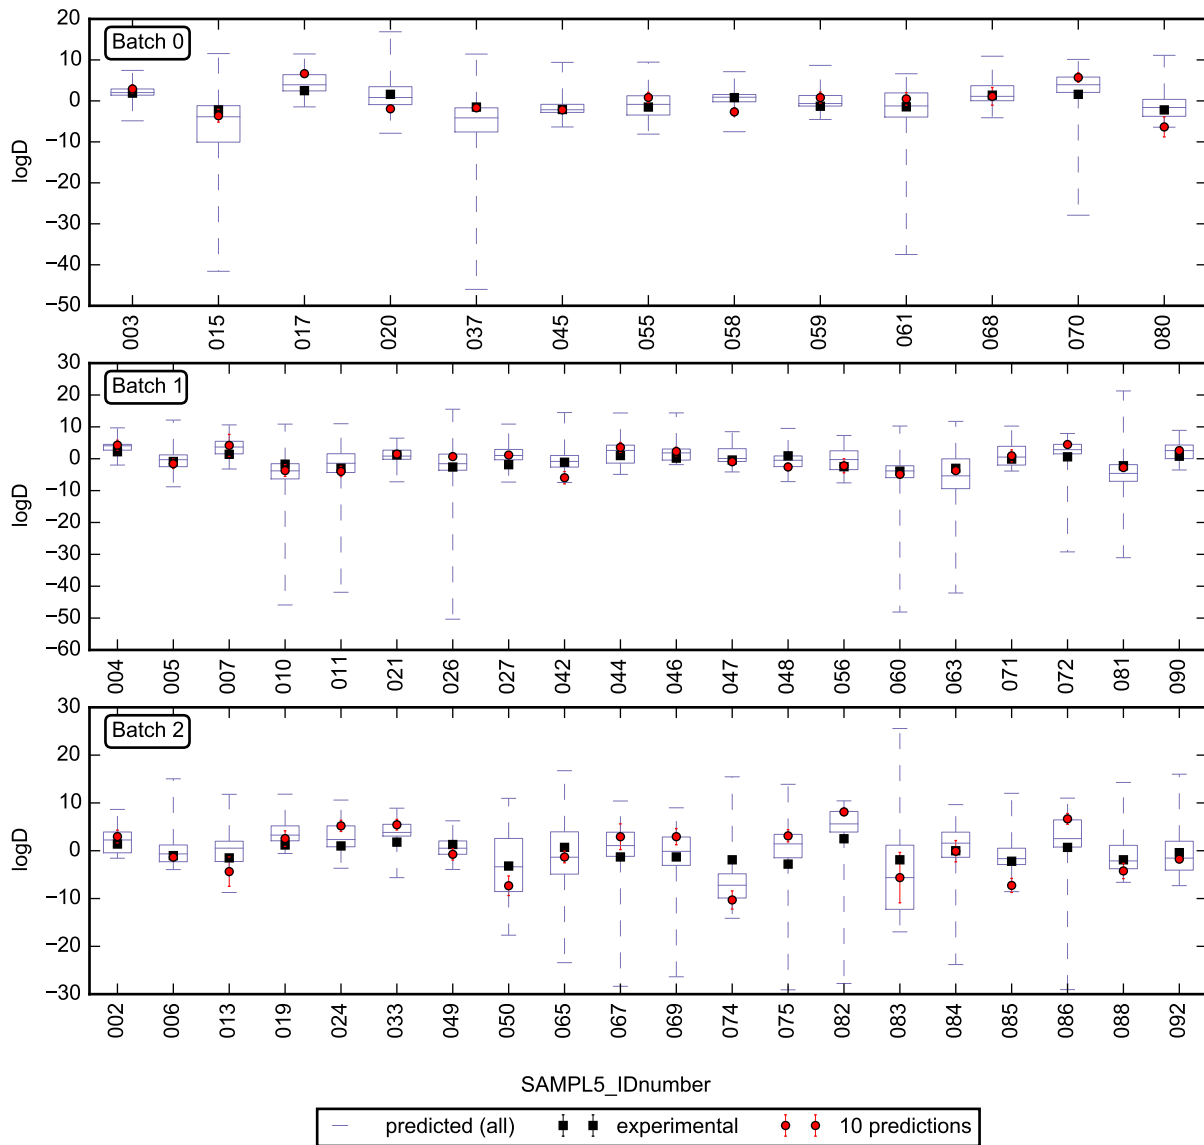 Batch 0
20
10
0
−10
−20
−30
−40
−50
logD
003 015 017 020 037 045 055 058 059 061 068 070 080
Batch 1
30
20
10
0
−10
−20
−30
−40
−50
−60
logD
004 005 007 010 011 021 026 027 042 044 046 047 048 056 060 063 071 072 081 090
Batch 2
30
20
10
0
−10
−20
−30
logD
002 006 013 019 024 033 049 050 065 067 069 074 075 082 083 084 085 086 088 092
SAMPL5_IDnumber
predicted (all) experimental 10 predictions